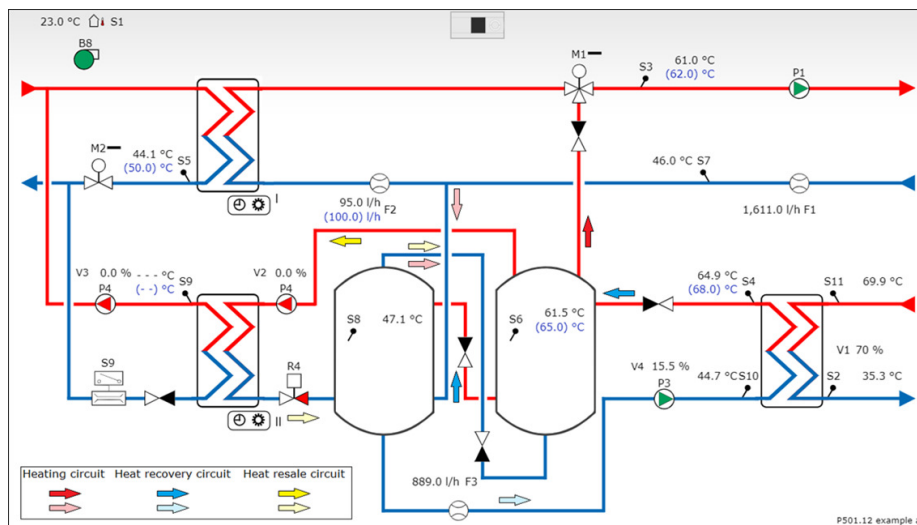 23.0 °C S1
B8
M1
S3
61.0 °C
(62.0) °C
P1
M2
44.1 °C
(50.0) °C
S5
46.0 °C S7
I
95.0 l/h F2
(100.0) l/h
1,611.0 l/h F1
V3 0.0 %
P4
- - - °C
(- -) °C
S9
V2 0.0 %
P4
S8
47.1 °C
S6
61.5 °C
(65.0) °C
64.9 °C
(68.0) °C
S4
S11
69.9 °C
V1 70 %
S9
R4
V4 15.5 %
P3
44.7 °C S10
S2
35.3 °C
II
Heating circuit Heat recovery circuit Heat resale circuit
889.0 l/h F3
P501.12 example a